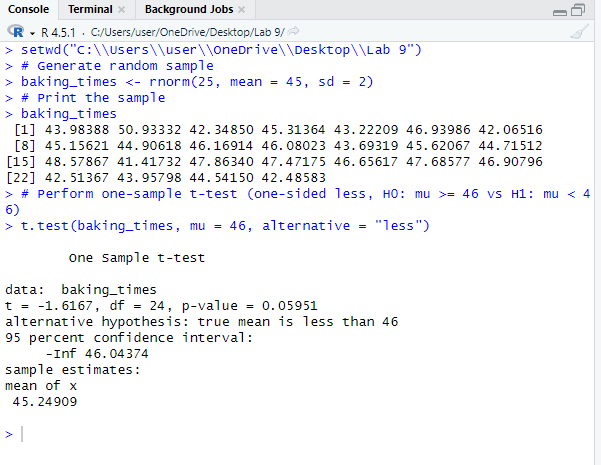 Console Terminal × Background Jobs ×
R 4.5.1 · C:/Users/user/OneDrive/Desktop/Lab 9/
> setwd("C:\\Users\\user\\OneDrive\\Desktop\\Lab 9")
> # Generate random sample
> baking_times <- rnorm(25, mean = 45, sd = 2)
> # Print the sample
> baking_times
 [1] 43.98388 50.93332 42.34850 45.31364 43.22209 46.93986 42.06516
 [8] 45.15621 44.90618 46.16914 46.08023 43.69319 45.62067 44.71512
[15] 48.57867 41.41732 47.86340 47.47175 46.65617 47.68577 46.90796
[22] 42.51367 43.95798 44.54150 42.48583
> # Perform one-sample t-test (one-sided less, H0: mu >= 46 vs H1: mu < 4
6)
> t.test(baking_times, mu = 46, alternative = "less")
One Sample t-test
data:  baking_times
t = -1.6167, df = 24, p-value = 0.05951
alternative hypothesis: true mean is less than 46
95 percent confidence interval:
-Inf 46.04374
sample estimates:
mean of x
45.24909
>